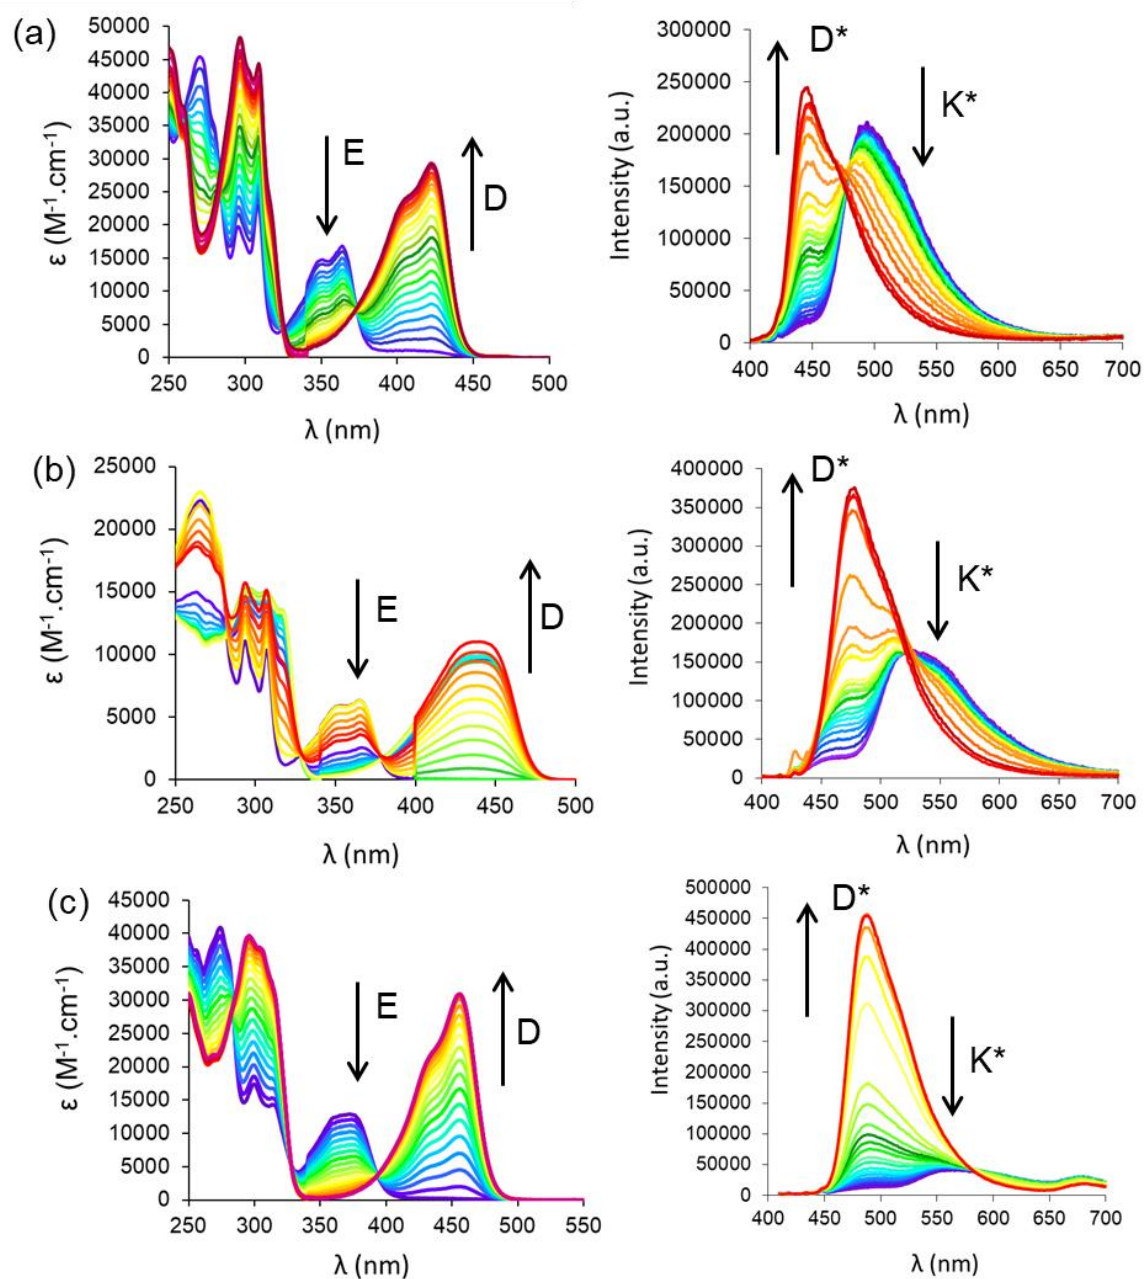 (a)
50000
45000
40000
35000
30000
25000
20000
15000
10000
5000
0
ε (M⁻¹.cm⁻¹)
E
D
250 300 350 400 450 500
λ (nm)
300000
250000
200000
150000
100000
50000
0
Intensity (a.u.)
D*
K*
400 450 500 550 600 650 700
λ (nm)
(b)
25000
20000
15000
10000
5000
0
ε (M⁻¹.cm⁻¹)
E
D
250 300 350 400 450 500
λ (nm)
400000
350000
300000
250000
200000
150000
100000
50000
0
Intensity (a.u.)
D*
K*
400 450 500 550 600 650 700
λ (nm)
(c)
45000
40000
35000
30000
25000
20000
15000
10000
5000
0
ε (M⁻¹.cm⁻¹)
E
D
250 300 350 400 450 500 550
λ (nm)
500000
450000
400000
350000
300000
250000
200000
150000
100000
50000
0
Intensity (a.u.)
D*
K*
400 450 500 550 600 650 700
λ (nm)